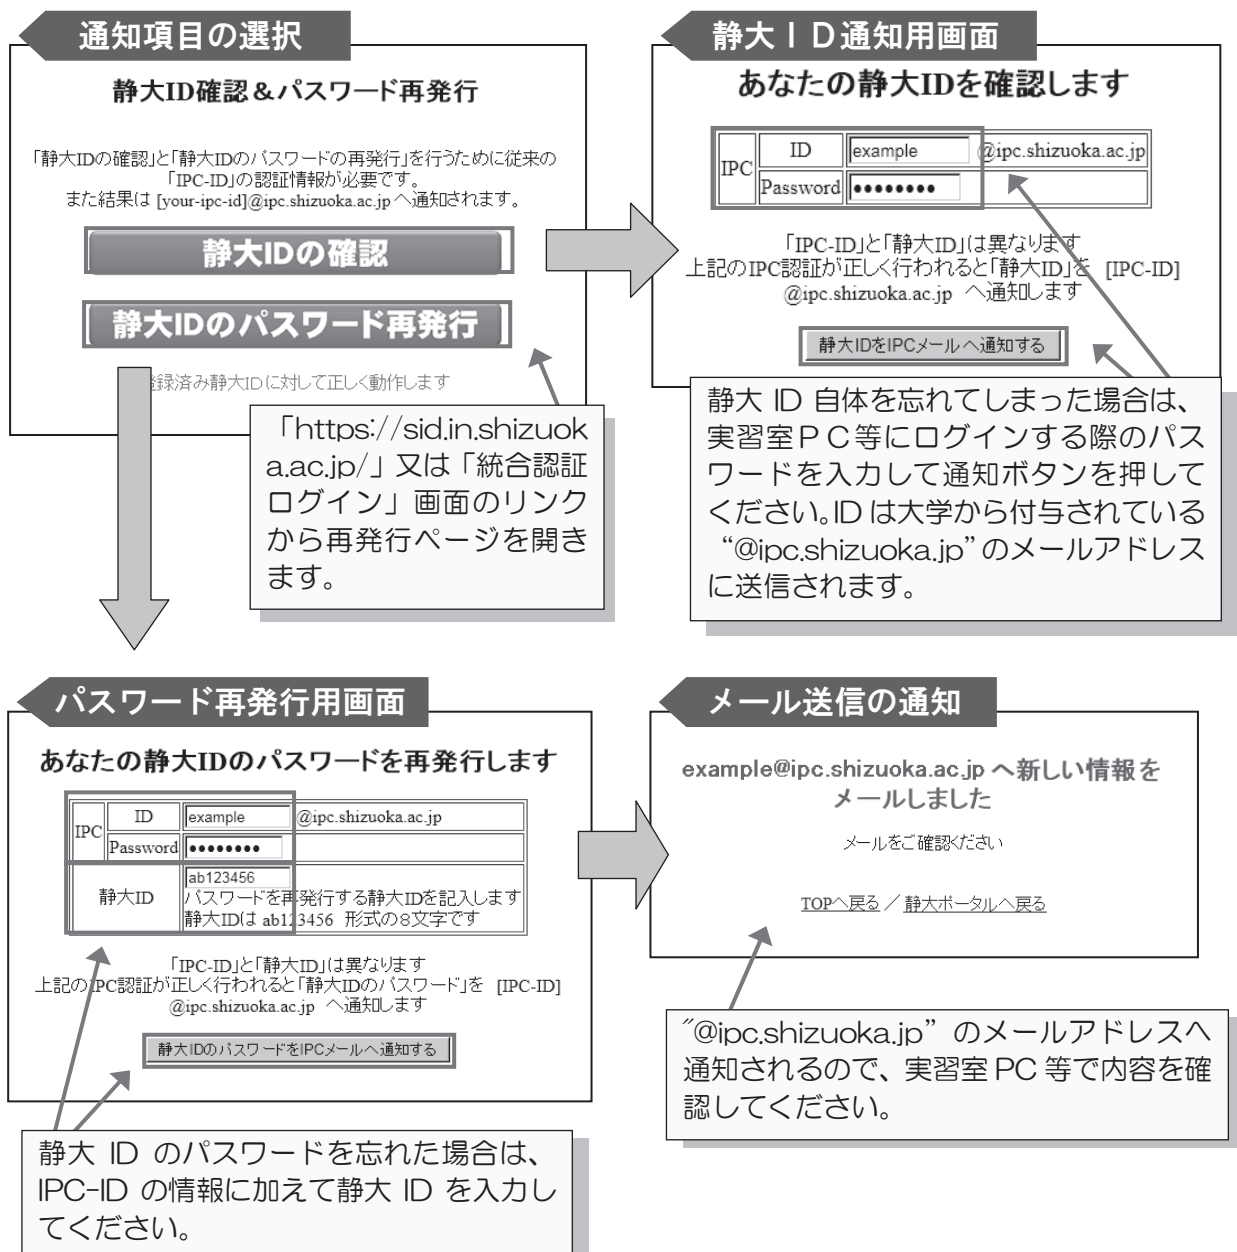 通知項目の選択
静大ID確認&パスワード再発行
「静大IDの確認」と「静大IDのパスワードの再発行」を行うために従来の
「IPC-ID」の認証情報が必要です。
また結果は [your-ipc-id]@ipc.shizuoka.ac.jp へ通知されます。
静大IDの確認
静大IDのパスワード再発行
登録済み静大IDに対して正しく動作します
「https://sid.in.shizuok
a.ac.jp/」又は「統合認証
ログイン」画面のリンク
から再発行ページを開き
ます。
静大ID通知用画面
あなたの静大IDを確認します
IPC ID example @ipc.shizuoka.ac.jp
Password ●●●●●●●●
「IPC-ID」と「静大ID」は異なります
上記のIPC認証が正しく行われると「静大ID」を [IPC-ID]
@ipc.shizuoka.ac.jp へ通知します
静大IDをIPCメールへ通知する
静大 ID 自体を忘れてしまった場合は、
実習室PC等にログインする際のパス
ワードを入力して通知ボタンを押して
ください。ID は大学から付与されている
“@ipc.shizuoka.jp”のメールアドレス
に送信されます。
パスワード再発行用画面
あなたの静大IDのパスワードを再発行します
IPC ID example @ipc.shizuoka.ac.jp
Password ●●●●●●●●
静大ID ab123456
パスワードを再発行する静大IDを記入します
静大IDは ab123456 形式の8文字です
「IPC-ID」と「静大ID」は異なります
上記のIPC認証が正しく行われると「静大IDのパスワード」を [IPC-ID]
@ipc.shizuoka.ac.jp へ通知します
静大IDのパスワードをIPCメールへ通知する
静大 ID のパスワードを忘れた場合は、
IPC-ID の情報に加えて静大 ID を入力し
てください。
メール送信の通知
example@ipc.shizuoka.ac.jp へ新しい情報を
メールしました
メールをご確認ください
TOPへ戻る / 静大ポータルへ戻る
〝@ipc.shizuoka.jp” のメールアドレスへ
通知されるので、実習室 PC 等で内容を確
認してください。